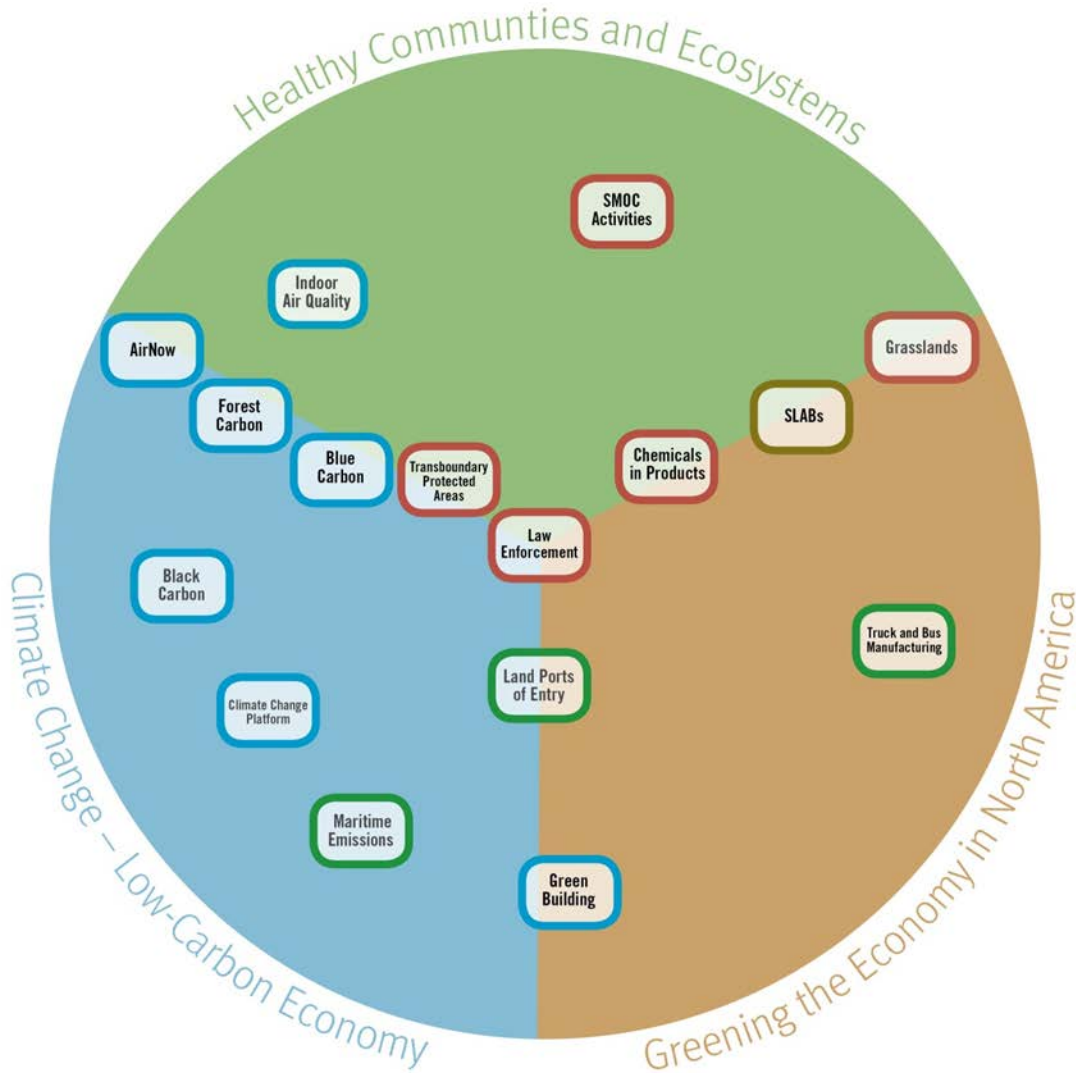 Healthy Communties and Ecosystems
SMOC
Activities
Indoor
Air Quality
AirNow
Grasslands
Forest
Carbon
SLABs
Blue
Carbon
Transboundary
Protected
Areas
Chemicals
in Products
Law
Enforcement
Black
Carbon
Truck and Bus
Manufacturing
Land Ports
of Entry
Climate Change
Platform
Maritime
Emissions
Green
Building
Climate Change – Low-Carbon Economy
Greening the Economy in North America